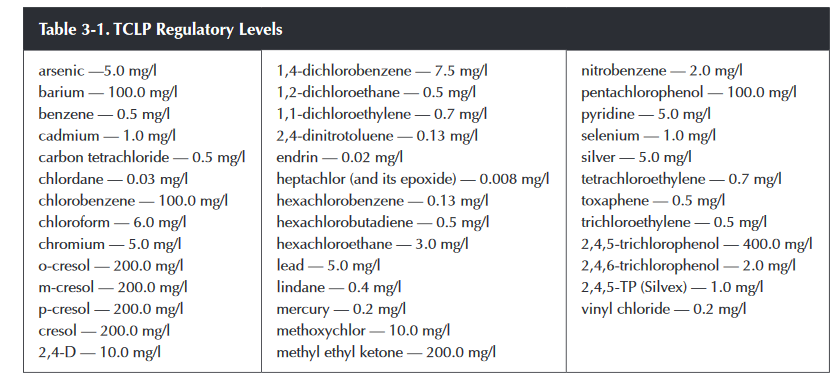 Table 3-1. TCLP Regulatory Levels
arsenic —5.0 mg/l
barium — 100.0 mg/l
benzene — 0.5 mg/l
cadmium — 1.0 mg/l
carbon tetrachloride — 0.5 mg/l
chlordane — 0.03 mg/l
chlorobenzene — 100.0 mg/l
chloroform — 6.0 mg/l
chromium — 5.0 mg/l
o-cresol — 200.0 mg/l
m-cresol — 200.0 mg/l
p-cresol — 200.0 mg/l
cresol — 200.0 mg/l
2,4-D — 10.0 mg/l
1,4-dichlorobenzene — 7.5 mg/l
1,2-dichloroethane — 0.5 mg/l
1,1-dichloroethylene — 0.7 mg/l
2,4-dinitrotoluene — 0.13 mg/l
endrin — 0.02 mg/l
heptachlor (and its epoxide) — 0.008 mg/l
hexachlorobenzene — 0.13 mg/l
hexachlorobutadiene — 0.5 mg/l
hexachloroethane — 3.0 mg/l
lead — 5.0 mg/l
lindane — 0.4 mg/l
mercury — 0.2 mg/l
methoxychlor — 10.0 mg/l
methyl ethyl ketone — 200.0 mg/l
nitrobenzene — 2.0 mg/l
pentachlorophenol — 100.0 mg/l
pyridine — 5.0 mg/l
selenium — 1.0 mg/l
silver — 5.0 mg/l
tetrachloroethylene — 0.7 mg/l
toxaphene — 0.5 mg/l
trichloroethylene — 0.5 mg/l
2,4,5-trichlorophenol — 400.0 mg/l
2,4,6-trichlorophenol — 2.0 mg/l
2,4,5-TP (Silvex) — 1.0 mg/l
vinyl chloride — 0.2 mg/l